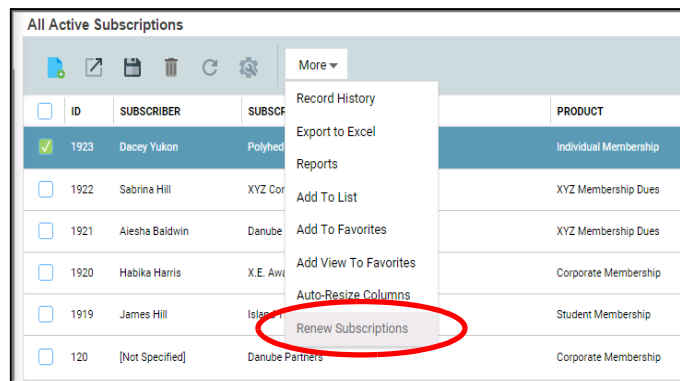 All Active Subscriptions
More
ID SUBSCRIBER SUBSCR PRODUCT
1923 Dacey Yukon Polyhed Individual Membership
1922 Sabrina Hill XYZ Cor XYZ Membership Dues
1921 Aiesha Baldwin Danube XYZ Membership Dues
1920 Habika Harris X.E. Awa Corporate Membership
1919 James Hill Island Student Membership
120 [Not Specified] Danube Partners Corporate Membership
Record History
Export to Excel
Reports
Add To List
Add To Favorites
Add View To Favorites
Auto-Resize Columns
Renew Subscriptions